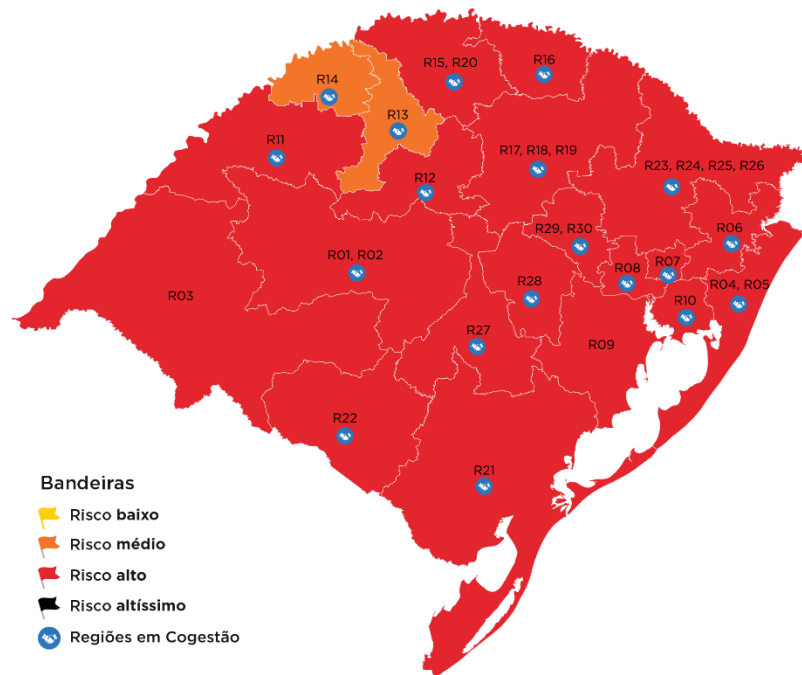 R16
R15, R20
R14
R13
R11
R17, R18, R19
R23, R24, R25, R26
R12
R29, R30
R06
R01, R02
R08
R07
R28
R04, R05
R03
R10
R27
R09
R22
R21
Bandeiras
Risco baixo
Risco médio
Risco alto
Risco altíssimo
Regiões em Cogestão